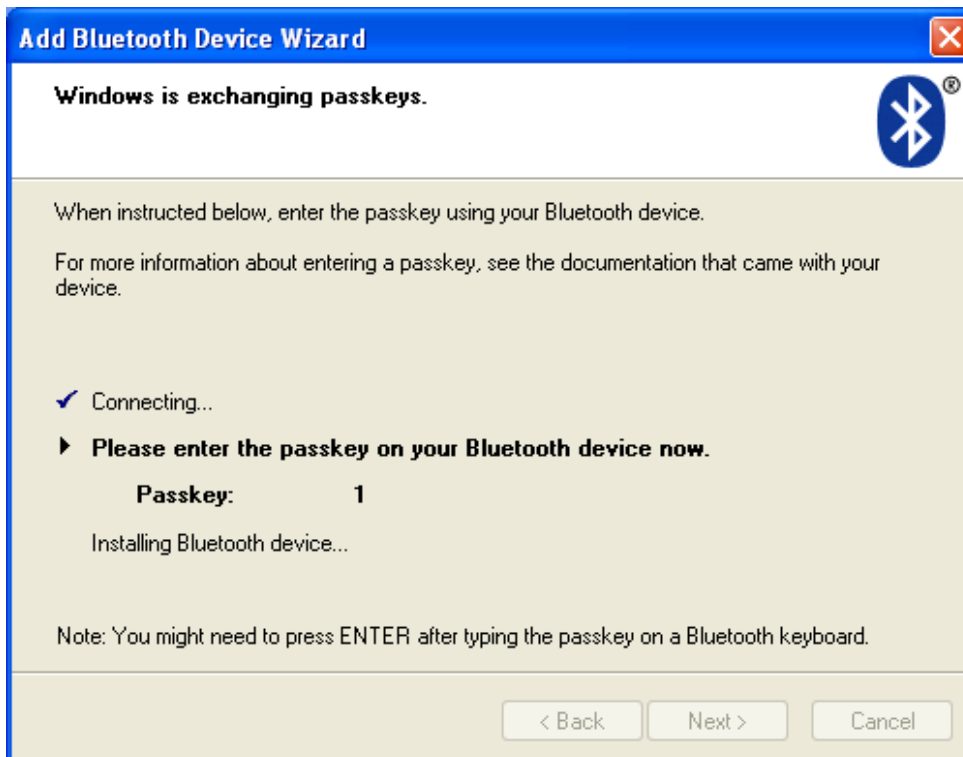 Add Bluetooth Device Wizard
Windows is exchanging passkeys.
®
When instructed below, enter the passkey using your Bluetooth device.
For more information about entering a passkey, see the documentation that came with your
device.
Connecting...
Please enter the passkey on your Bluetooth device now.
Passkey: 1
Installing Bluetooth device...
Note: You might need to press ENTER after typing the passkey on a Bluetooth keyboard.
< Back Next > Cancel